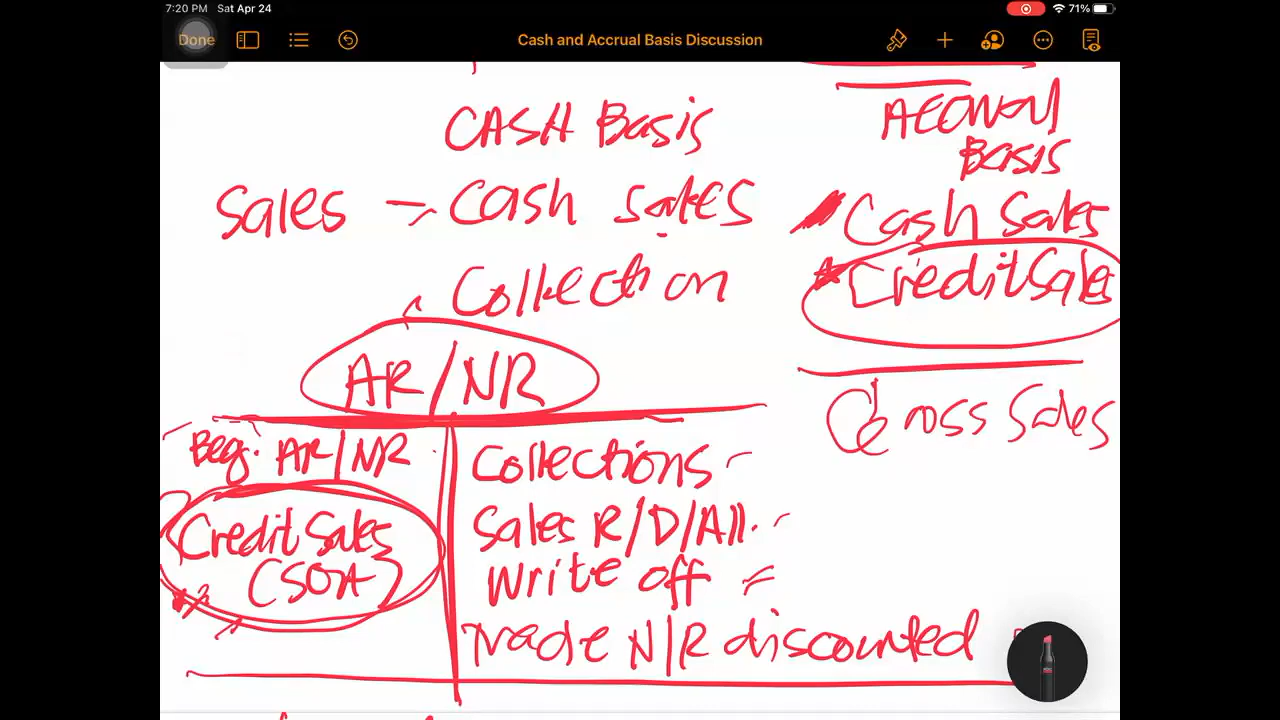 7:20 PM Sat Apr 24
71%
Done
Cash and Accrual Basis Discussion
CASH Basis
Accrual
Basis
Sales - Cash sales
Cash Sales
Collection
Credit Sales
AR/NR
Gross Sales
Beg. AR/NR
Collections
Credit Sales
(SOA)
Sales R/D/All.
Write off
Trade N/R discounted